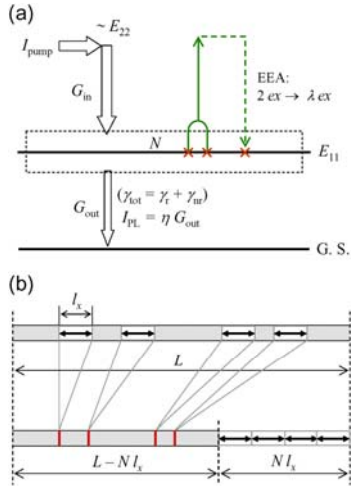 (a)
~ E₂₂
I_pump
G_in
EEA:
2 ex → λ ex
N
E₁₁
G_out
(γ_tot = γ_r + γ_nr)
I_PL = η G_out
G. S.
(b)
l_x
L
L – N l_x
N l_x